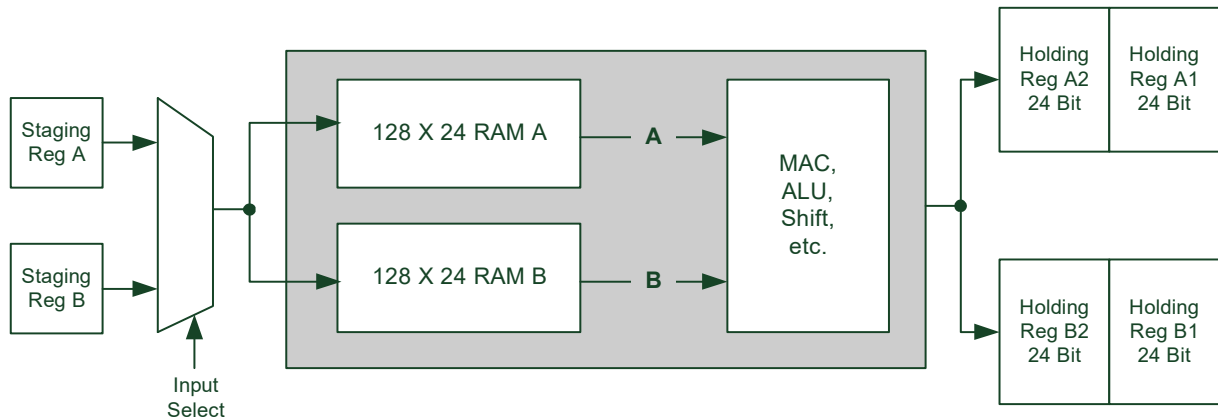 Staging
Reg A
Staging
Reg B
Input
Select
128 X 24 RAM A
128 X 24 RAM B
A
B
MAC,
ALU,
Shift,
etc.
Holding
Reg A2
24 Bit
Holding
Reg A1
24 Bit
Holding
Reg B2
24 Bit
Holding
Reg B1
24 Bit